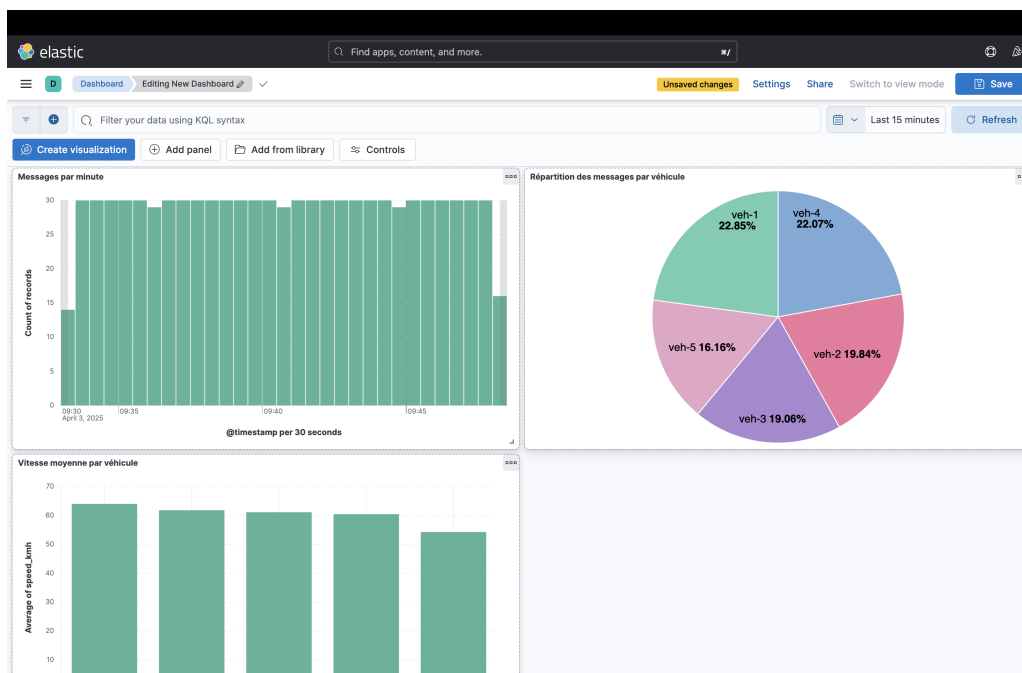 elastic
Find apps, content, and more.
⌘/
D
Dashboard
Editing New Dashboard
Unsaved changes
Settings
Share
Switch to view mode
Save
Filter your data using KQL syntax
Last 15 minutes
Refresh
Create visualization
Add panel
Add from library
Controls
Messages par minute
30
25
20
15
10
5
0
Count of records
09:30
April 3, 2025
09:35
09:40
09:45
@timestamp per 30 seconds
Répartition des messages par véhicule
veh-1
22.85%
veh-4
22.07%
veh-5 16.16%
veh-2 19.84%
veh-3 19.06%
Vitesse moyenne par véhicule
70
60
50
40
30
20
10
Average of speed_kmh